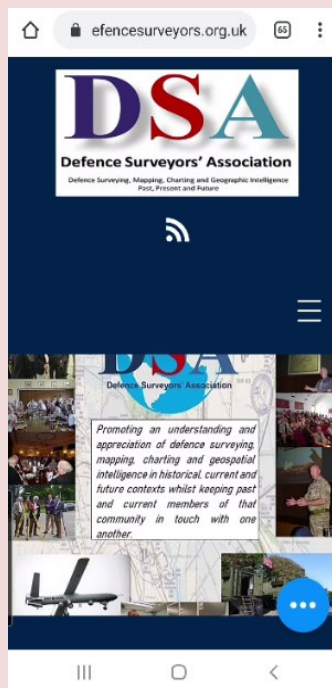 efencesurveyors.org.uk
65
DSA
Defence Surveyors' Association
Defence Surveying, Mapping, Charting and Geographic Intelligence
Past, Present and Future
DSA
Defence Surveyors' Association
Promoting an understanding and
appreciation of defence surveying,
mapping, charting and geospatial
intelligence in historical, current and
future contexts whilst keeping past
and current members of that
community in touch with one
another.